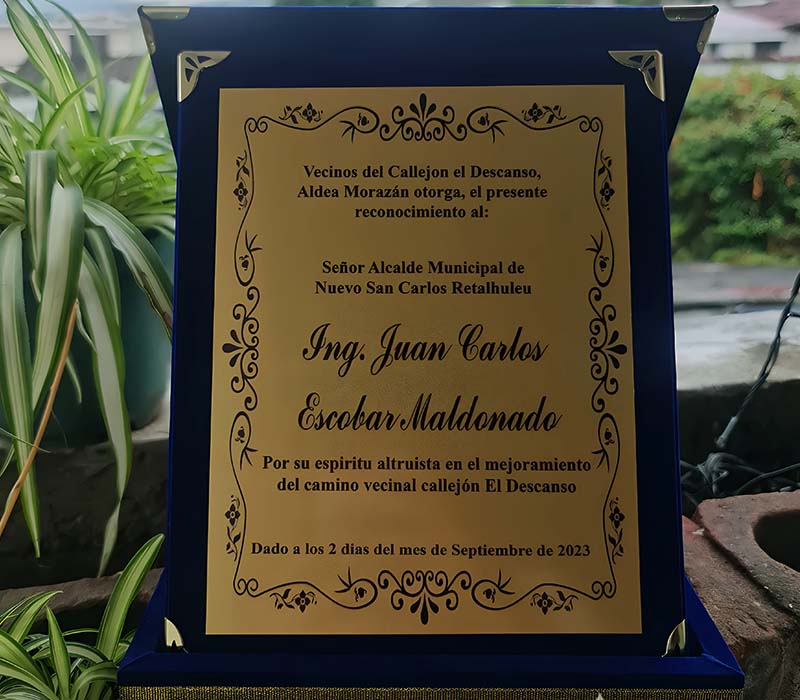 Vecinos del Callejon el Descanso,
Aldea Morazán otorga, el presente
reconocimiento al:
Señor Alcalde Municipal de
Nuevo San Carlos Retalhuleu
Ing. Juan Carlos
Escobar Maldonado
Por su espiritu altruista en el mejoramiento
del camino vecinal callejón El Descanso
Dado a los 2 dias del mes de Septiembre de 2023